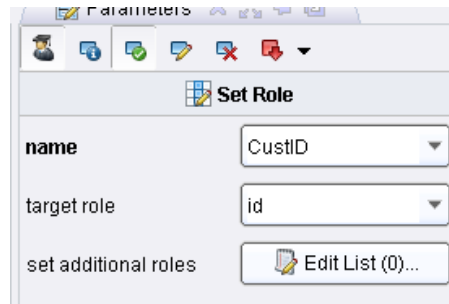 Parameters
Set Role
name CustID
target role id
set additional roles Edit List (0)...